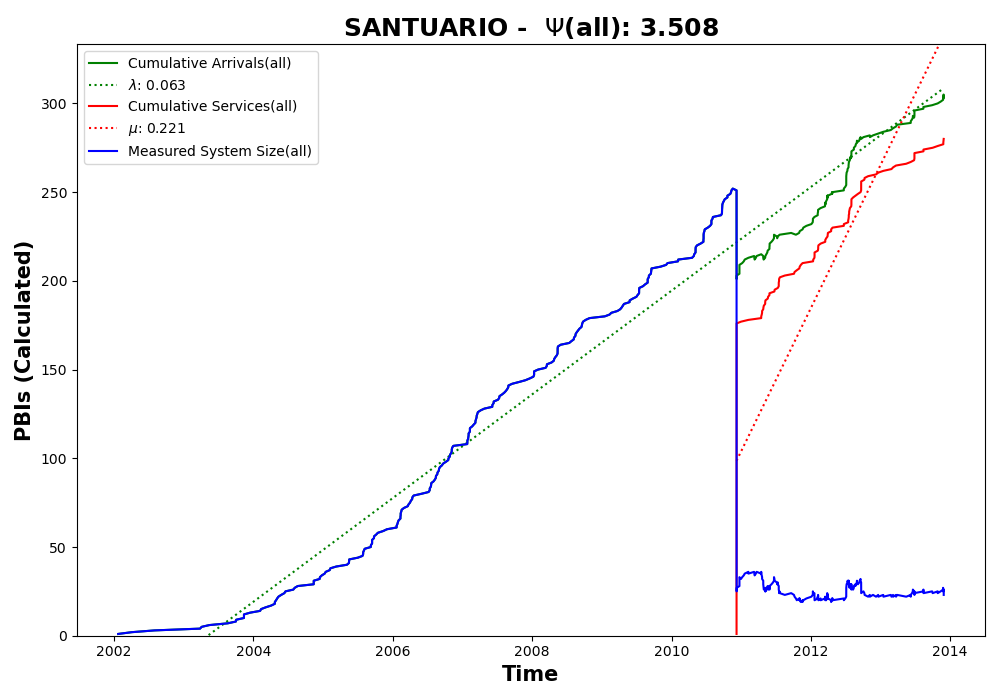 SANTUARIO - Ψ(all): 3.508
Cumulative Arrivals(all)
λ: 0.063
Cumulative Services(all)
μ: 0.221
Measured System Size(all)
PBIs (Calculated)
300
250
200
150
100
50
0
2002 2004 2006 2008 2010 2012 2014
Time